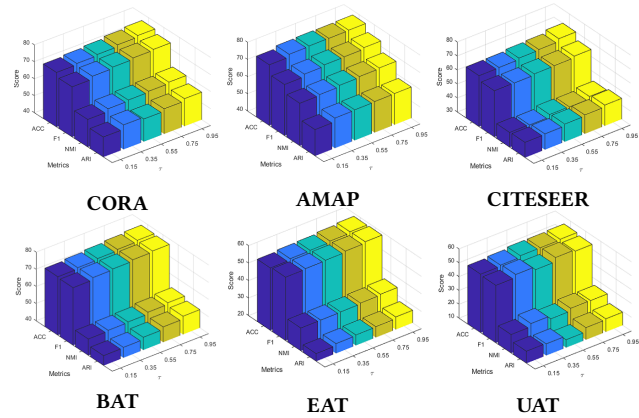 80
70
60
50
40
Score
ACC
F1
NMI
ARI
Metrics
0.15
0.35
0.55
0.75
0.95
τ
CORA
80
70
60
50
40
Score
ACC
F1
NMI
ARI
Metrics
0.15
0.35
0.55
0.75
0.95
τ
AMAP
80
70
60
50
40
30
Score
ACC
F1
NMI
ARI
Metrics
0.15
0.35
0.55
0.75
0.95
τ
CITESEER
80
70
60
50
40
Score
ACC
F1
NMI
ARI
Metrics
0.15
0.35
0.55
0.75
0.95
τ
BAT
60
50
40
30
20
Score
ACC
F1
NMI
ARI
Metrics
0.15
0.35
0.55
0.75
0.95
τ
EAT
60
50
40
30
20
10
Score
ACC
F1
NMI
ARI
Metrics
0.15
0.35
0.55
0.75
0.95
τ
UAT